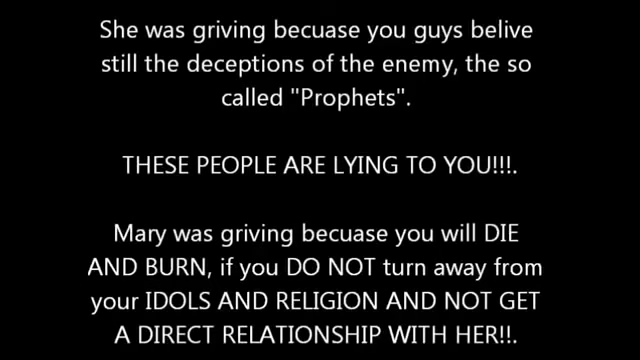 She was griving becuase you guys belive
still the deceptions of the enemy, the so
called "Prophets".
THESE PEOPLE ARE LYING TO YOU!!!.
Mary was griving becuase you will DIE
AND BURN, if you DO NOT turn away from
your IDOLS AND RELIGION AND NOT GET
A DIRECT RELATIONSHIP WITH HER!!.